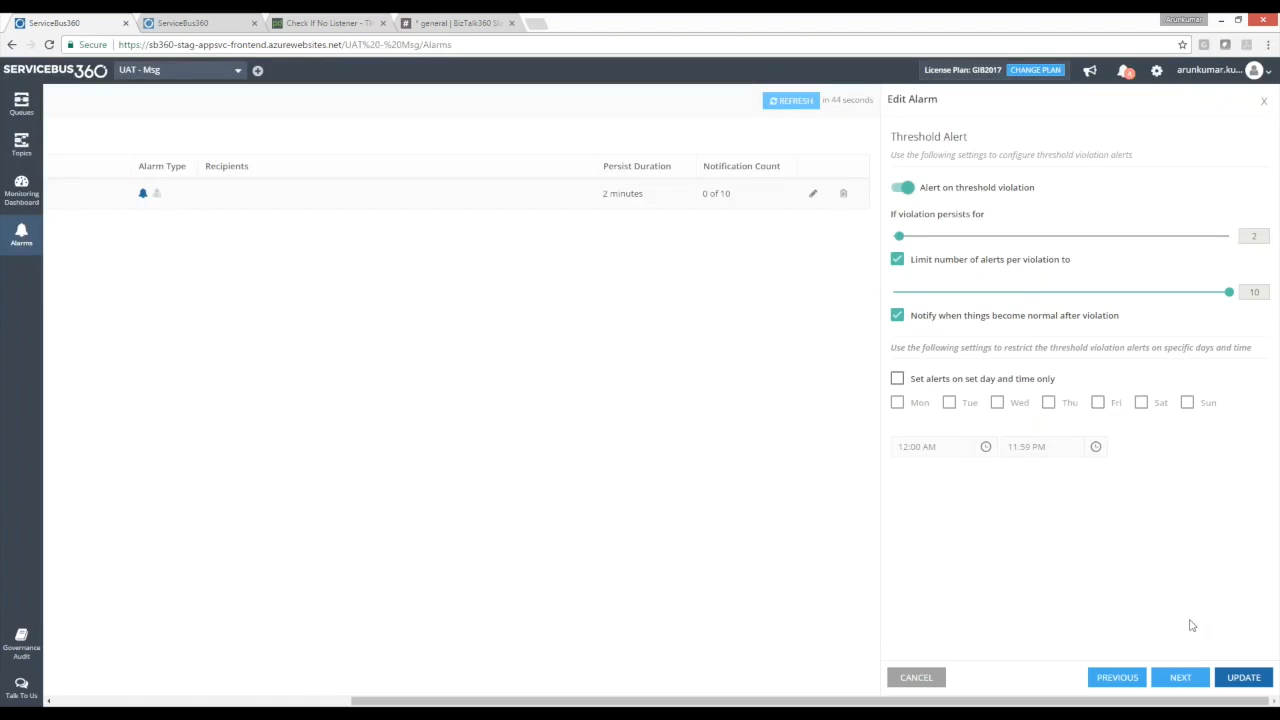 ServiceBus360
ServiceBus360
Check If No Listener - Th
* general | BizTalk360 Sl
Arunkumar
Secure
https://sb360-stag-appsvc-frontend.azurewebsites.net/UAT%20-%20Msg/Alarms
SERVICEBUS360
UAT - Msg
License Plan: GIB2017
CHANGE PLAN
4
arunkumar.ku...
Queues
Topics
Monitoring
Dashboard
Alarms
Governance
Audit
Talk To Us
REFRESH
in 44 seconds
Alarm Type
Recipients
Persist Duration
Notification Count
2 minutes
0 of 10
Edit Alarm
X
Threshold Alert
Use the following settings to configure threshold violation alerts
Alert on threshold violation
If violation persists for
2
Limit number of alerts per violation to
10
Notify when things become normal after violation
Use the following settings to restrict the threshold violation alerts on specific days and time
Set alerts on set day and time only
Mon Tue Wed Thu Fri Sat Sun
12:00 AM
11:59 PM
CANCEL
PREVIOUS
NEXT
UPDATE